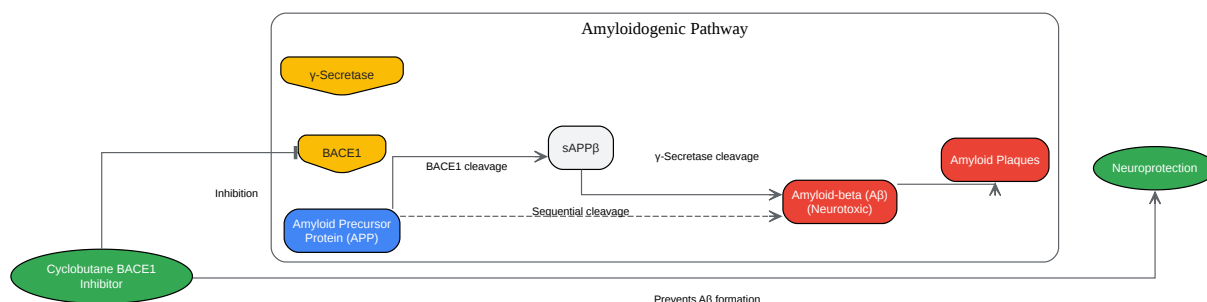 Amyloidogenic Pathway
γ-Secretase
BACE1
sAPPβ
γ-Secretase cleavage
BACE1 cleavage
Amyloid Plaques
Neuroprotection
Inhibition
Amyloid-beta (Aβ)
(Neurotoxic)
Sequential cleavage
Amyloid Precursor
Protein (APP)
Cyclobutane BACE1
Inhibitor
Prevents Aβ formation